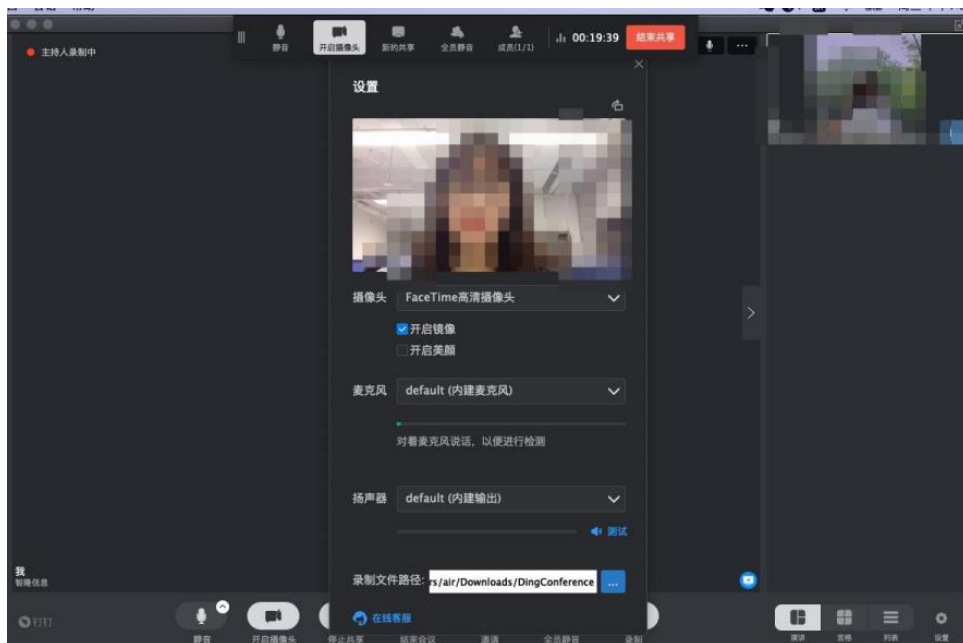 主持人录制中
静音
开启摄像头
新的共享
全员静音
成员(1/1)
00:19:39
结束共享
设置
摄像头
FaceTime高清摄像头
开启镜像
开启美颜
麦克风
default (内建麦克风)
对着麦克风说话，以便进行检测
扬声器
default (内建输出)
测试
录制文件路径:
rs/air/Downloads/DingConference
...
在线客服
我
智隆信息
钉钉
静音
开启摄像头
停止共享
结束会议
邀请
全员静音
录制
演讲
宫格
列表
设置